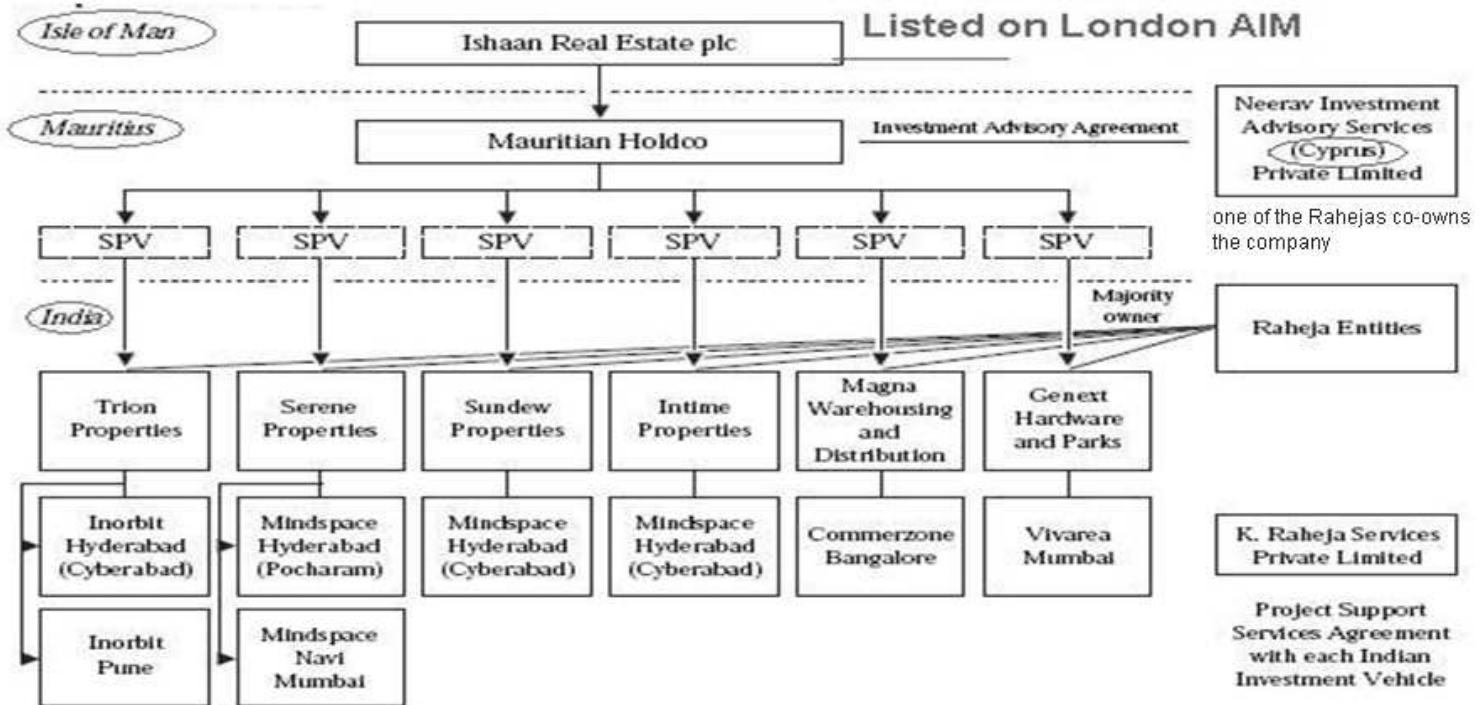 Isle of Man
Ishaan Real Estate plc
Listed on London AIM
Mauritius
Mauritian Holdco
Investment Advisory Agreement
Neerav Investment
Advisory Services
(Cyprus)
Private Limited
one of the Rahejas co-owns
the company
SPV
SPV
SPV
SPV
SPV
SPV
India
Majority
owner
Raheja Entities
Trion
Properties
Serene
Properties
Sundew
Properties
Intime
Properties
Magna
Warehousing
and
Distribution
Genext
Hardware
and Parks
Inorbit
Hyderabad
(Cyberabad)
Mindspace
Hyderabad
(Pocharam)
Mindspace
Hyderabad
(Cyberabad)
Mindspace
Hyderabad
(Cyberabad)
Commerzone
Bangalore
Vivarea
Mumbai
K. Raheja Services
Private Limited
Inorbit
Pune
Mindspace
Navi
Mumbai
Project Support
Services Agreement
with each Indian
Investment Vehicle